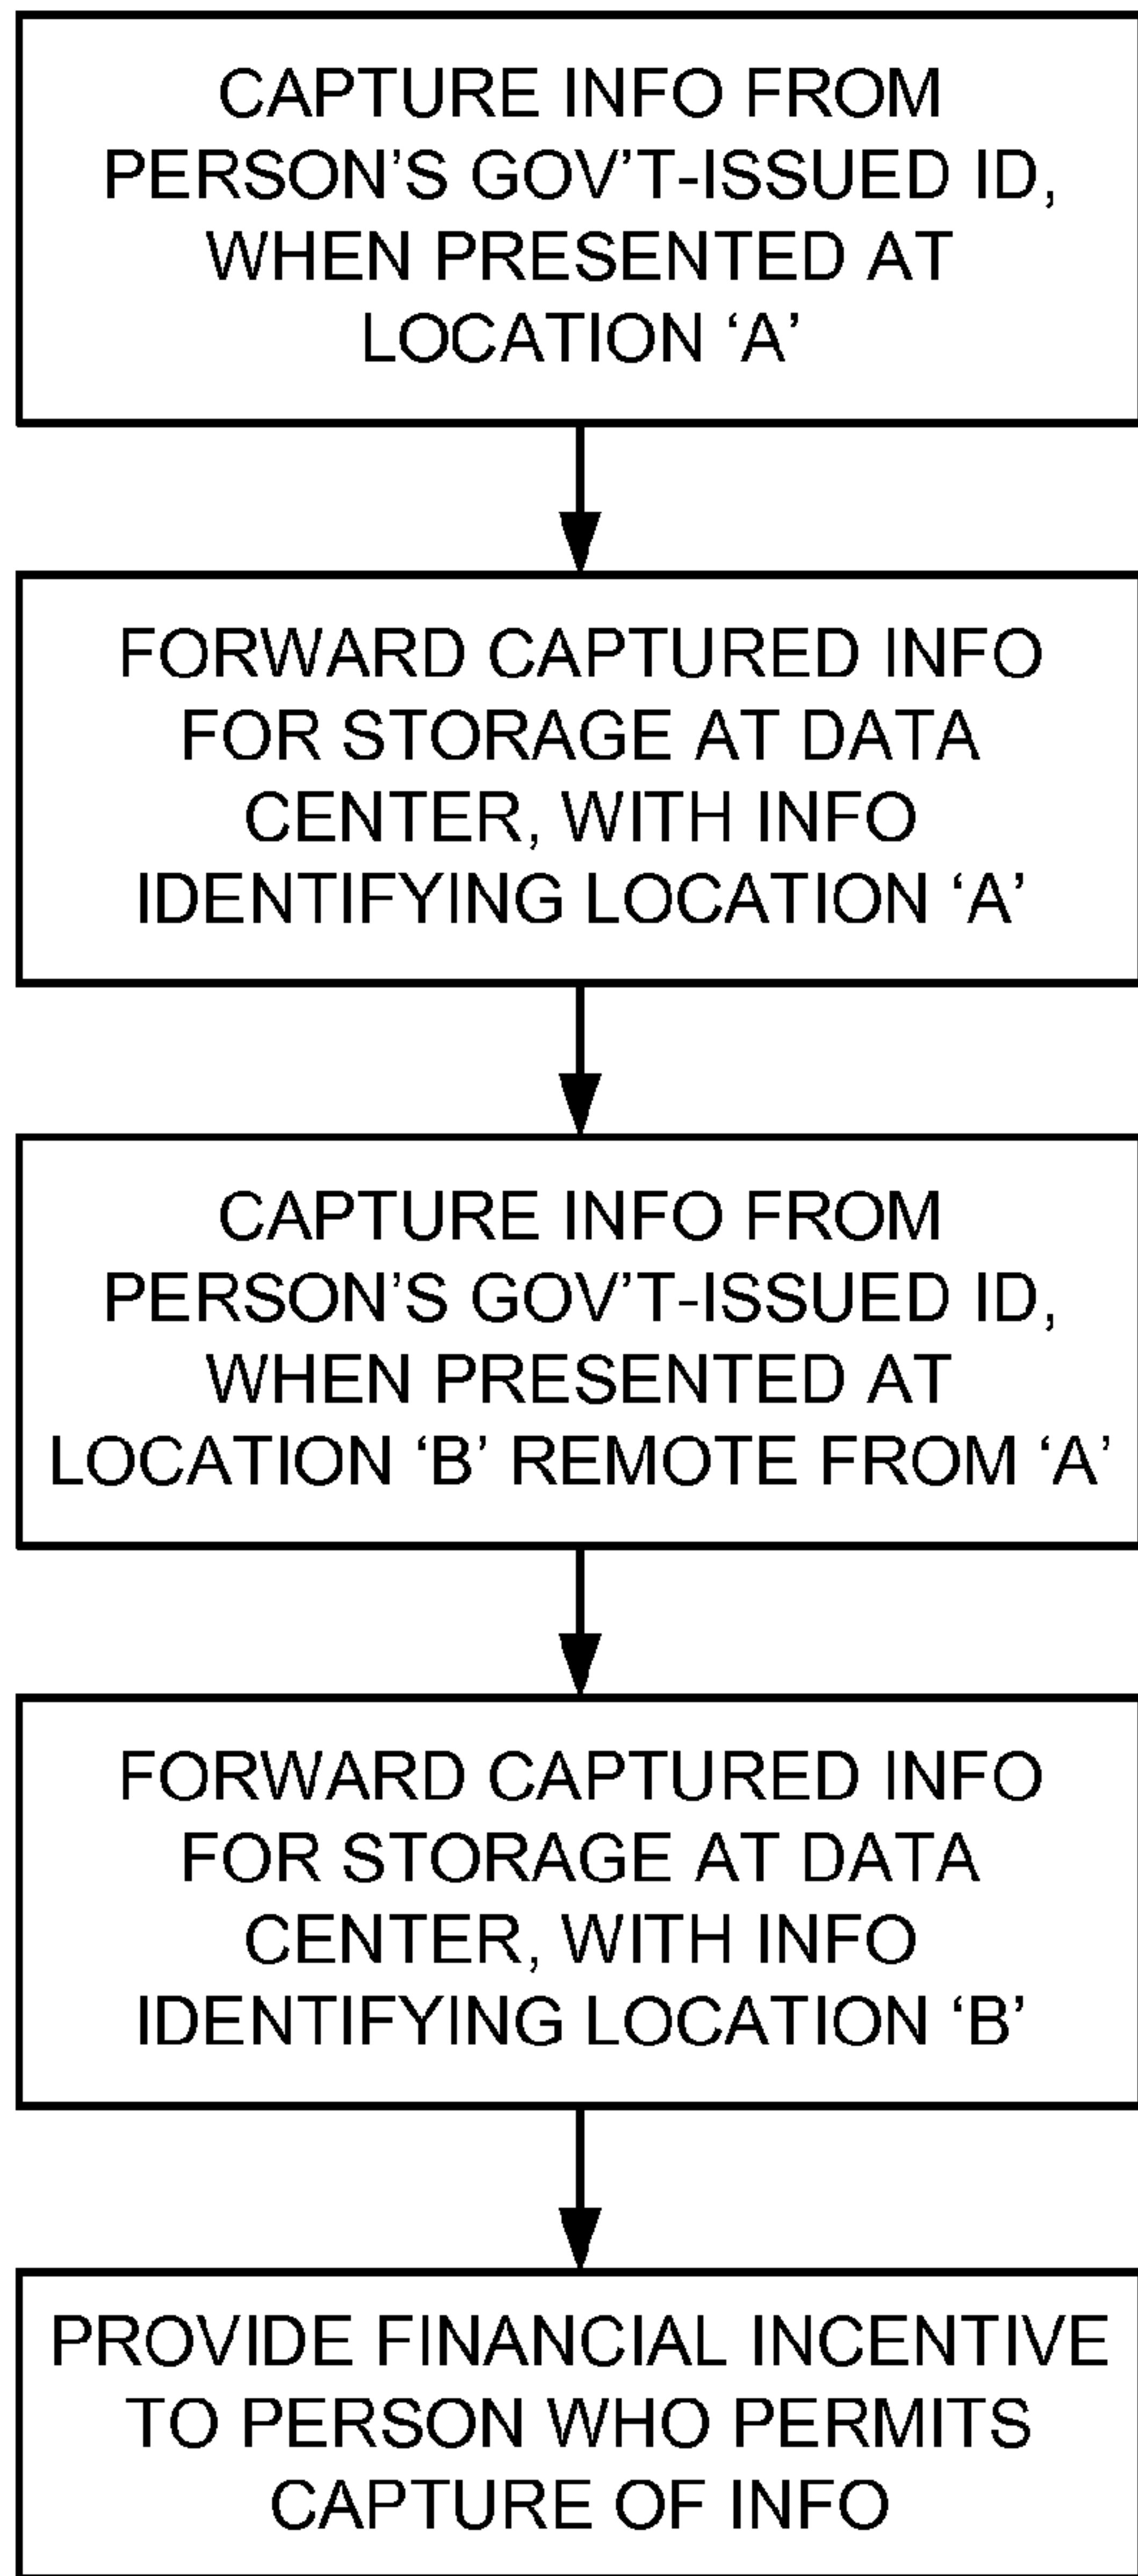 CAPTURE INFO FROM
PERSON’S GOV’T-ISSUED ID,
WHEN PRESENTED AT
LOCATION ‘A’
FORWARD CAPTURED INFO
FOR STORAGE AT DATA
CENTER, WITH INFO
IDENTIFYING LOCATION ‘A’
CAPTURE INFO FROM
PERSON’S GOV’T-ISSUED ID,
WHEN PRESENTED AT
LOCATION ‘B’ REMOTE FROM ‘A’
FORWARD CAPTURED INFO
FOR STORAGE AT DATA
CENTER, WITH INFO
IDENTIFYING LOCATION ‘B’
PROVIDE FINANCIAL INCENTIVE
TO PERSON WHO PERMITS
CAPTURE OF INFO